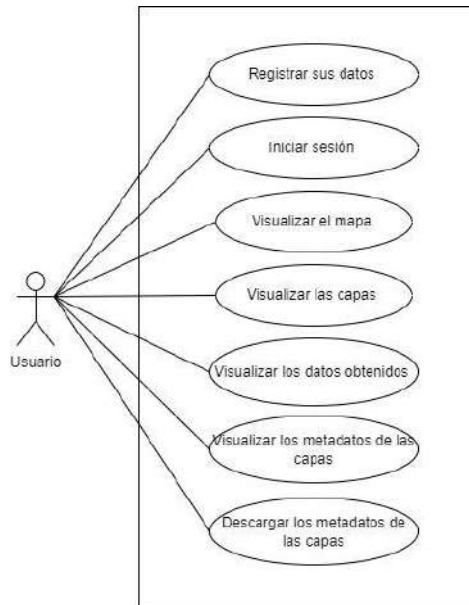 Registrar sus datos
Iniciar sesión
Visualizar el mapa
Visualizar las capas
Usuario
Visualizar los datos obtenidos
Visualizar los metadatos de las
capas
Descargar los metadatos de
las capas